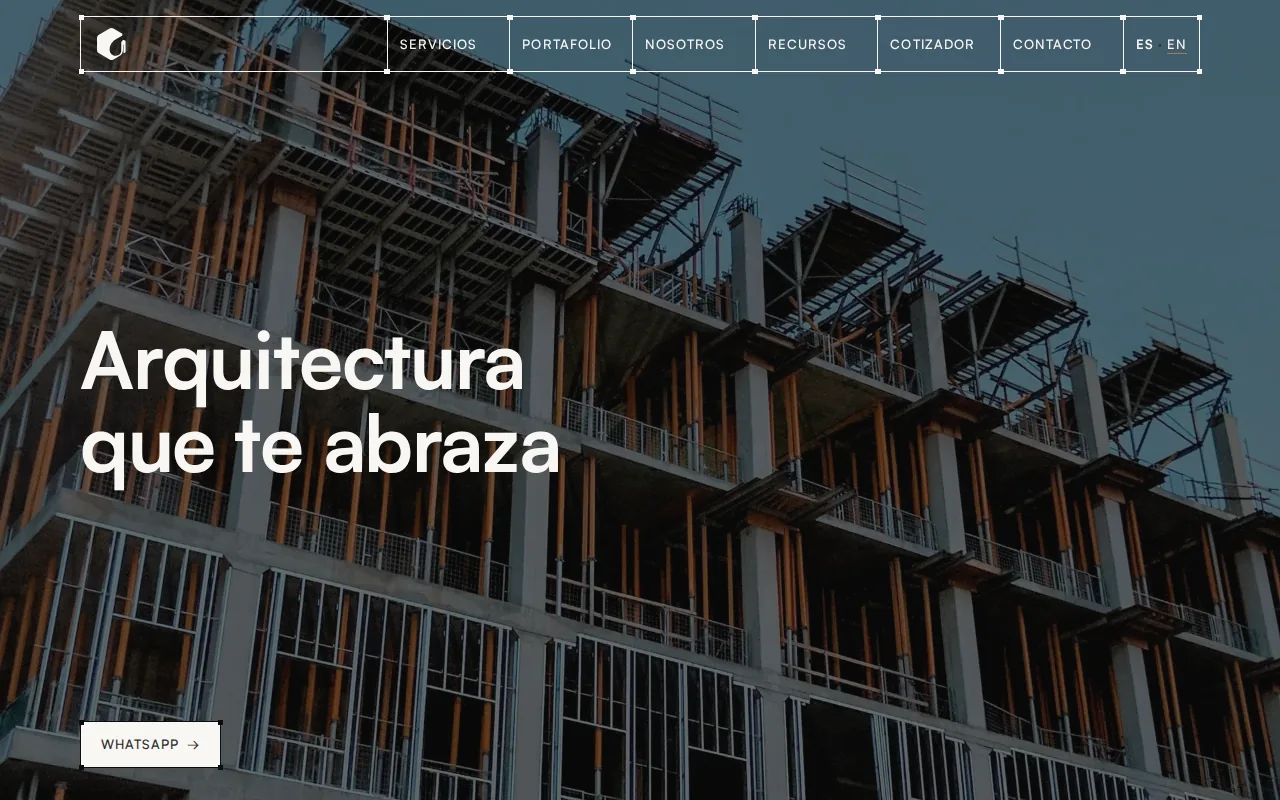 SERVICIOS
PORTAFOLIO
NOSOTROS
RECURSOS
COTIZADOR
CONTACTO
ES · EN
Arquitectura
que te abraza
WHATSAPP →